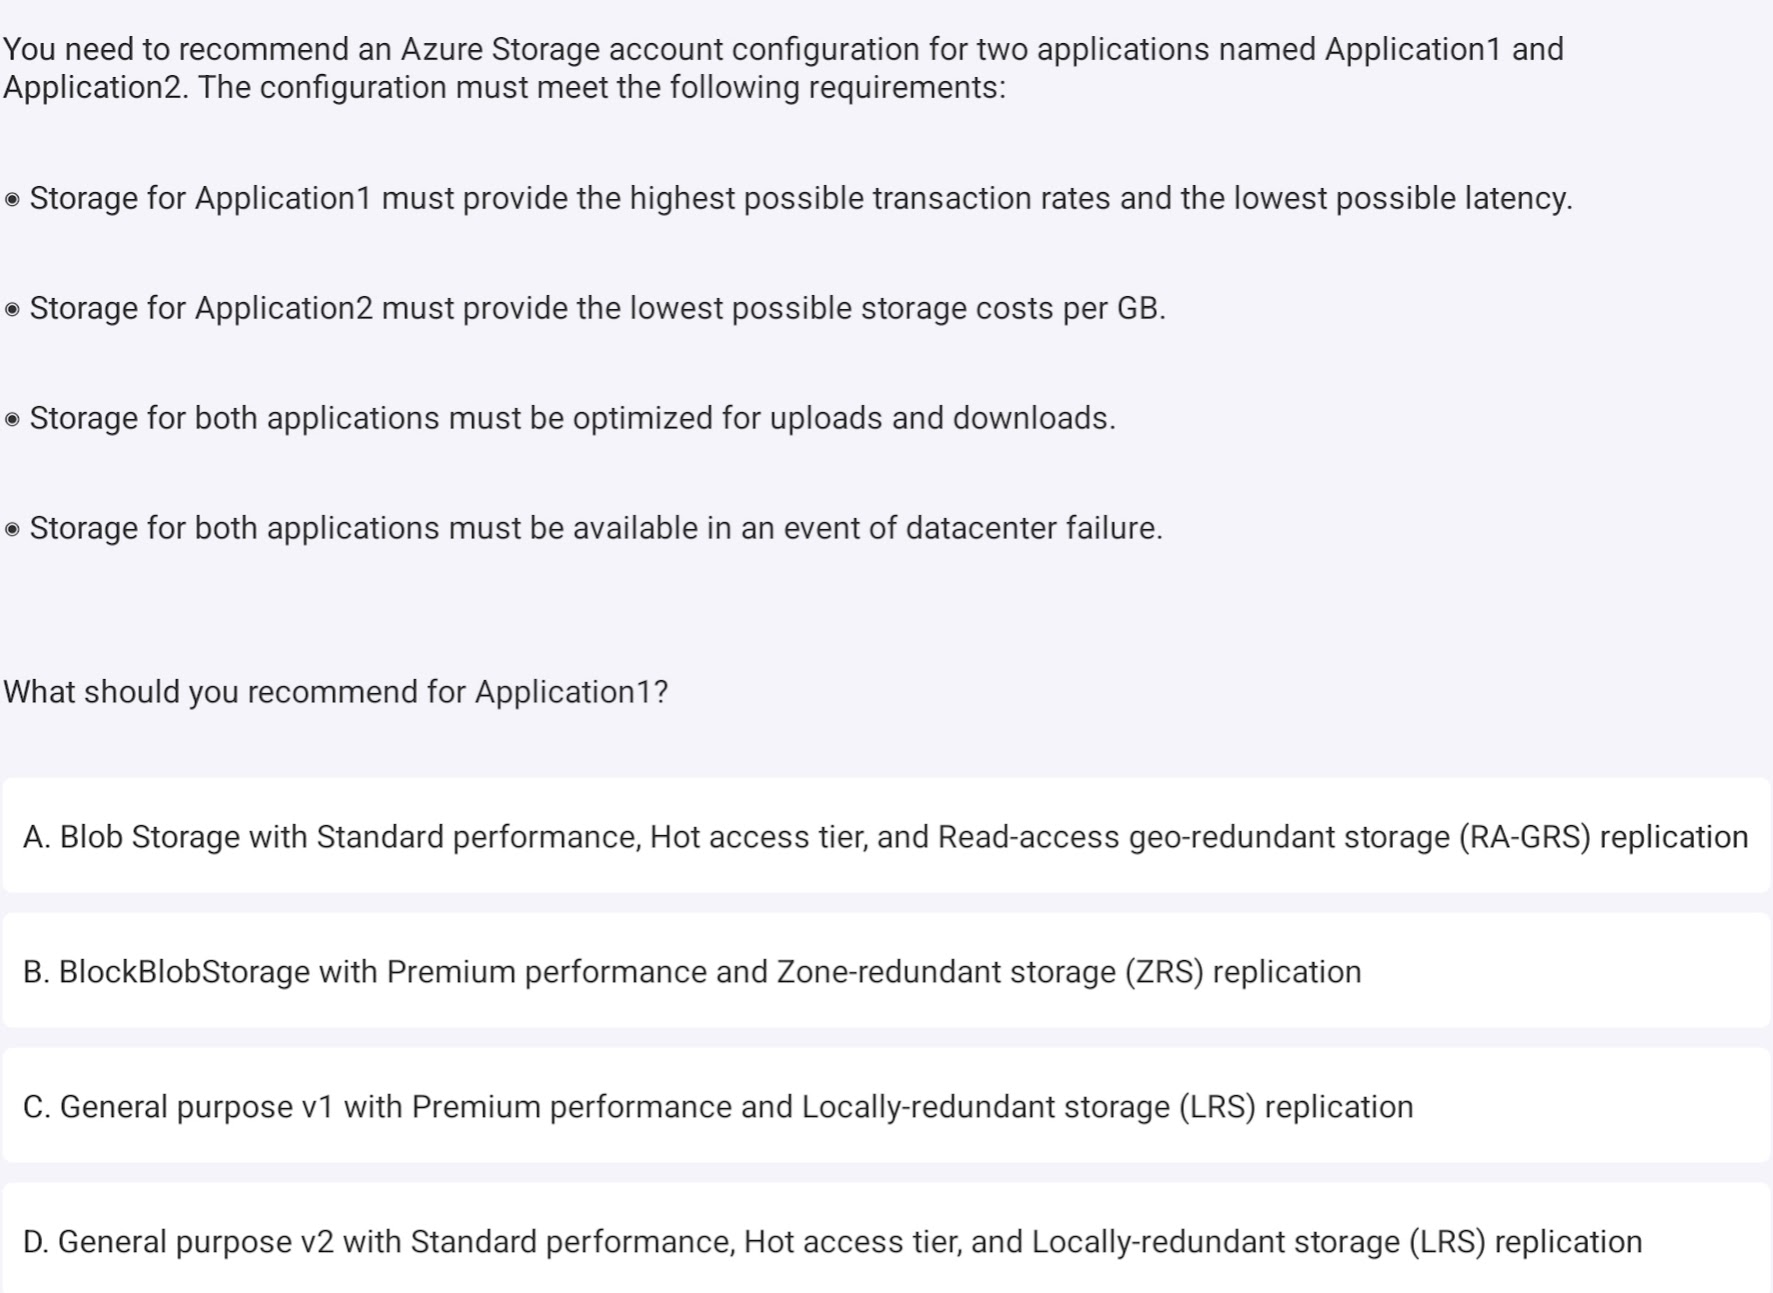 You need to recommend an Azure Storage account configuration for two applications named Application1 and
Application2. The configuration must meet the following requirements:
◉ Storage for Application1 must provide the highest possible transaction rates and the lowest possible latency.
◉ Storage for Application2 must provide the lowest possible storage costs per GB.
◉ Storage for both applications must be optimized for uploads and downloads.
◉ Storage for both applications must be available in an event of datacenter failure.
What should you recommend for Application1?
A. Blob Storage with Standard performance, Hot access tier, and Read-access geo-redundant storage (RA-GRS) replication
B. BlockBlobStorage with Premium performance and Zone-redundant storage (ZRS) replication
C. General purpose v1 with Premium performance and Locally-redundant storage (LRS) replication
D. General purpose v2 with Standard performance, Hot access tier, and Locally-redundant storage (LRS) replication